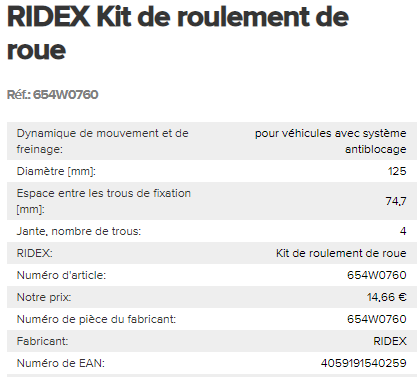 RIDEX Kit de roulement de
roue
Réf.: 654W0760
Dynamique de mouvement et de
freinage:
pour véhicules avec système
antiblocage
Diamètre [mm]: 125
Espace entre les trous de fixation
[mm]:
74,7
Jante, nombre de trous: 4
RIDEX: Kit de roulement de roue
Numéro d'article: 654W0760
Notre prix: 14,66 €
Numéro de pièce du fabricant: 654W0760
Fabricant: RIDEX
Numéro de EAN: 4059191540259